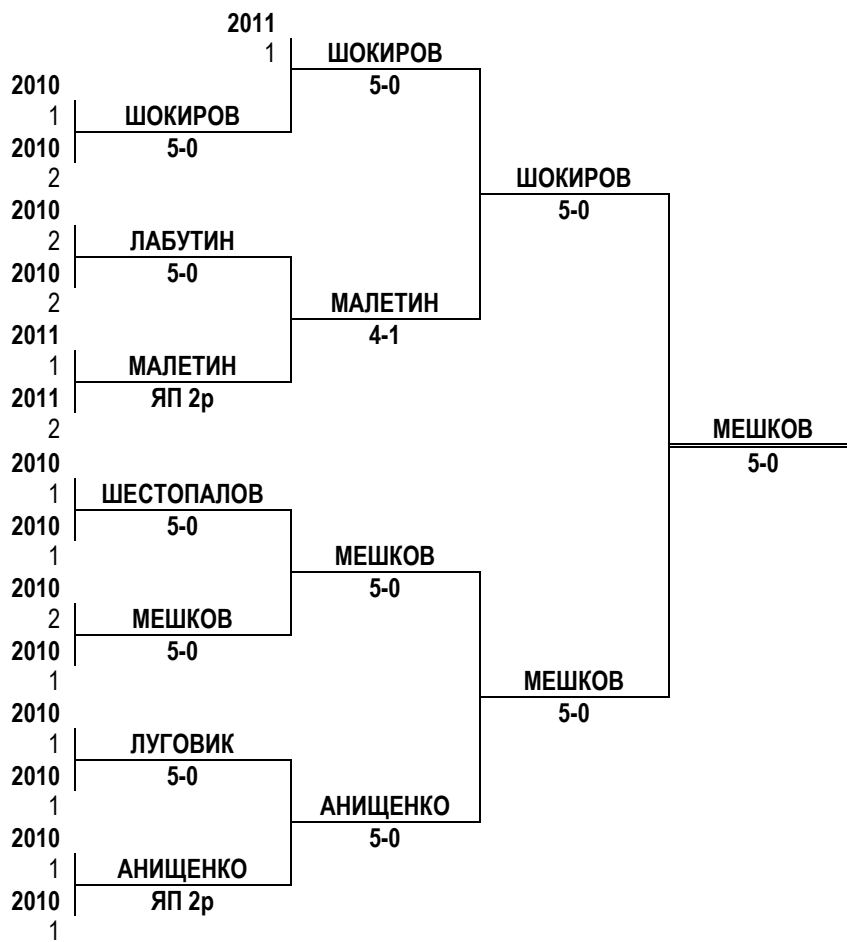 2011
1 ШОКИРОВ
2010 5-0
1 ШОКИРОВ
2010 5-0
2 ШОКИРОВ
2010 5-0
2 ЛАБУТИН
2010 5-0
2 МАЛЕТИН
2011 4-1
1 МАЛЕТИН
2011 ЯП 2р
2 МЕШКОВ
2010 5-0
1 ШЕСТОПАЛОВ
2010 5-0
1 МЕШКОВ
2010 5-0
2 МЕШКОВ
2010 5-0
1 МЕШКОВ
2010 5-0
1 ЛУГОВИК
2010 5-0
1 АНИЩЕНКО
2010 5-0
1 АНИЩЕНКО
2010 ЯП 2р
1